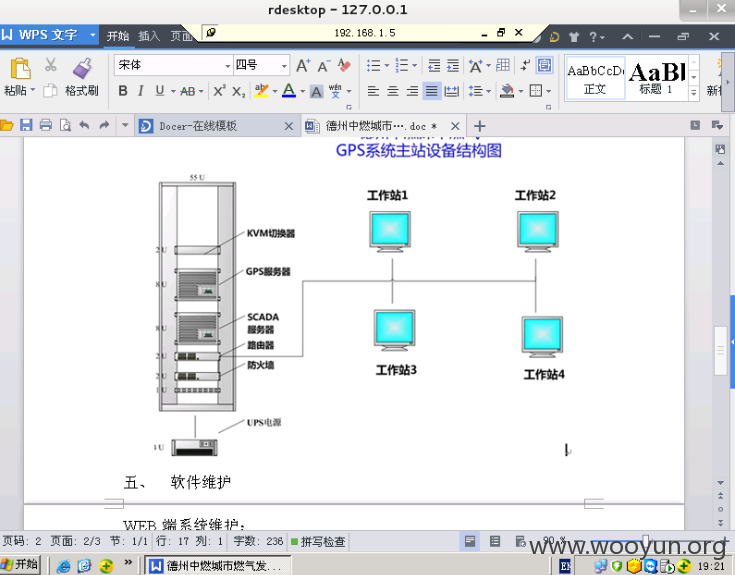 rdesktop - 127.0.0.1
WPS 文字
开始 插入 页面
192.168.1.5
粘贴
格式刷
宋体
四号
B I U AB X² X₂
AaBbCcD
正文
AaBl
标题 1
新
Docer-在线模板
德州中燃城市....doc *
GPS系统主站设备结构图
55 U
工作站1
工作站2
2 U
KVM切换器
8 U
GPS服务器
8 U
SCADA
服务器
2 U
路由器
2 U
防火墙
1 U
工作站3
工作站4
UPS电源
五、 软件维护
WEB 端系统维护:
页码: 2 页面: 2/3 节: 1/1 行: 17 列: 1 字数: 236 拼写检查
www.wooyun.org
开始
德州中燃城市燃气发...
EN
19:21